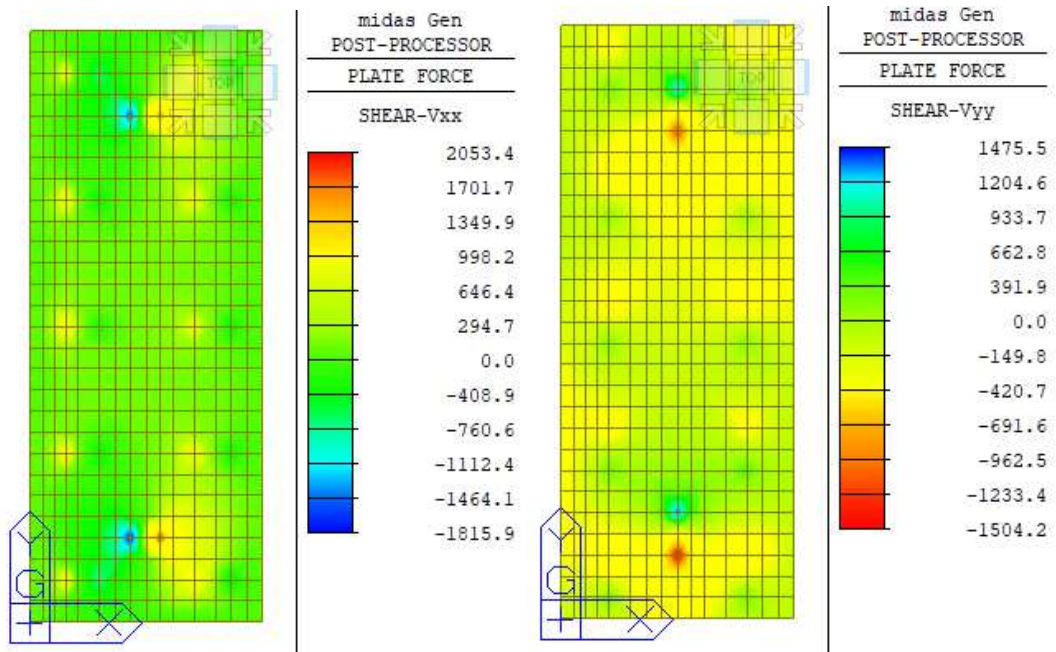 midas Gen
POST-PROCESSOR
PLATE FORCE
SHEAR-Vxx
2053.4
1701.7
1349.9
998.2
646.4
294.7
0.0
-408.9
-760.6
-1112.4
-1464.1
-1815.9
TOP
G
X
midas Gen
POST-PROCESSOR
PLATE FORCE
SHEAR-Vyy
1475.5
1204.6
933.7
662.8
391.9
0.0
-149.8
-420.7
-691.6
-962.5
-1233.4
-1504.2
TOP
G
X